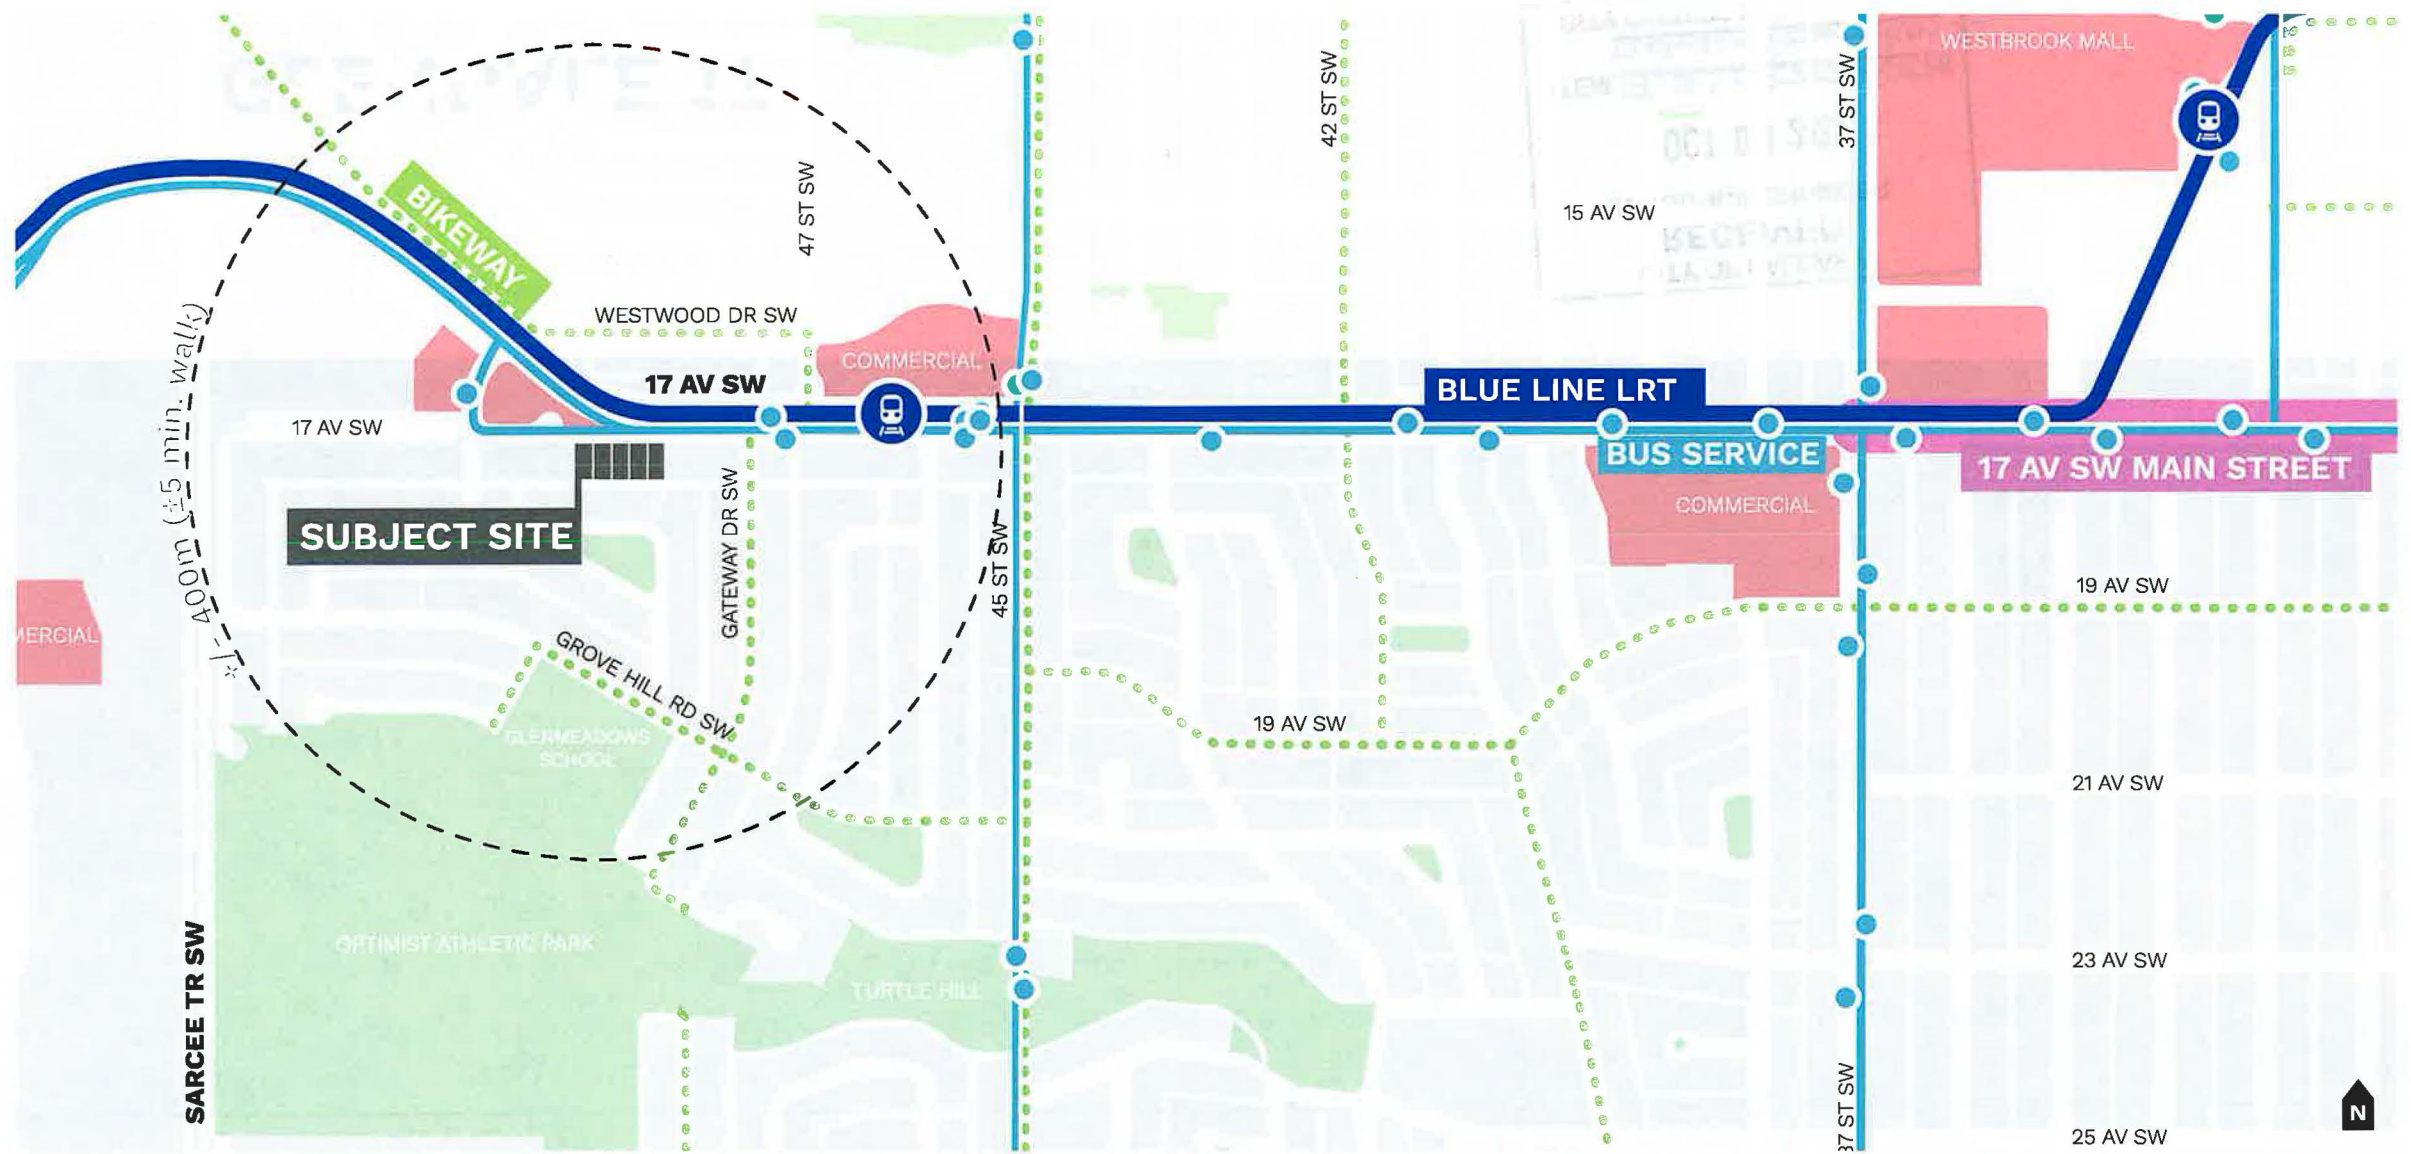 WESTBROOK MALL
42 ST SW
37 ST SW
47 ST SW
15 AV SW
BIKEWAY
WESTWOOD DR SW
COMMERCIAL
17 AV SW
BLUE LINE LRT
17 AV SW
BUS SERVICE
17 AV SW MAIN STREET
COMMERCIAL
SUBJECT SITE
GATEWAY DR SW
45 ST SW
+/- 400m (±5 min. walk)
19 AV SW
MERCIAL
GROVE HILL RD SW
19 AV SW
GLENMEADOWS
SCHOOL
21 AV SW
OPTIMIST ATHLETIC PARK
TURTLE HILL
23 AV SW
SARCEE TR SW
37 ST SW
25 AV SW
N